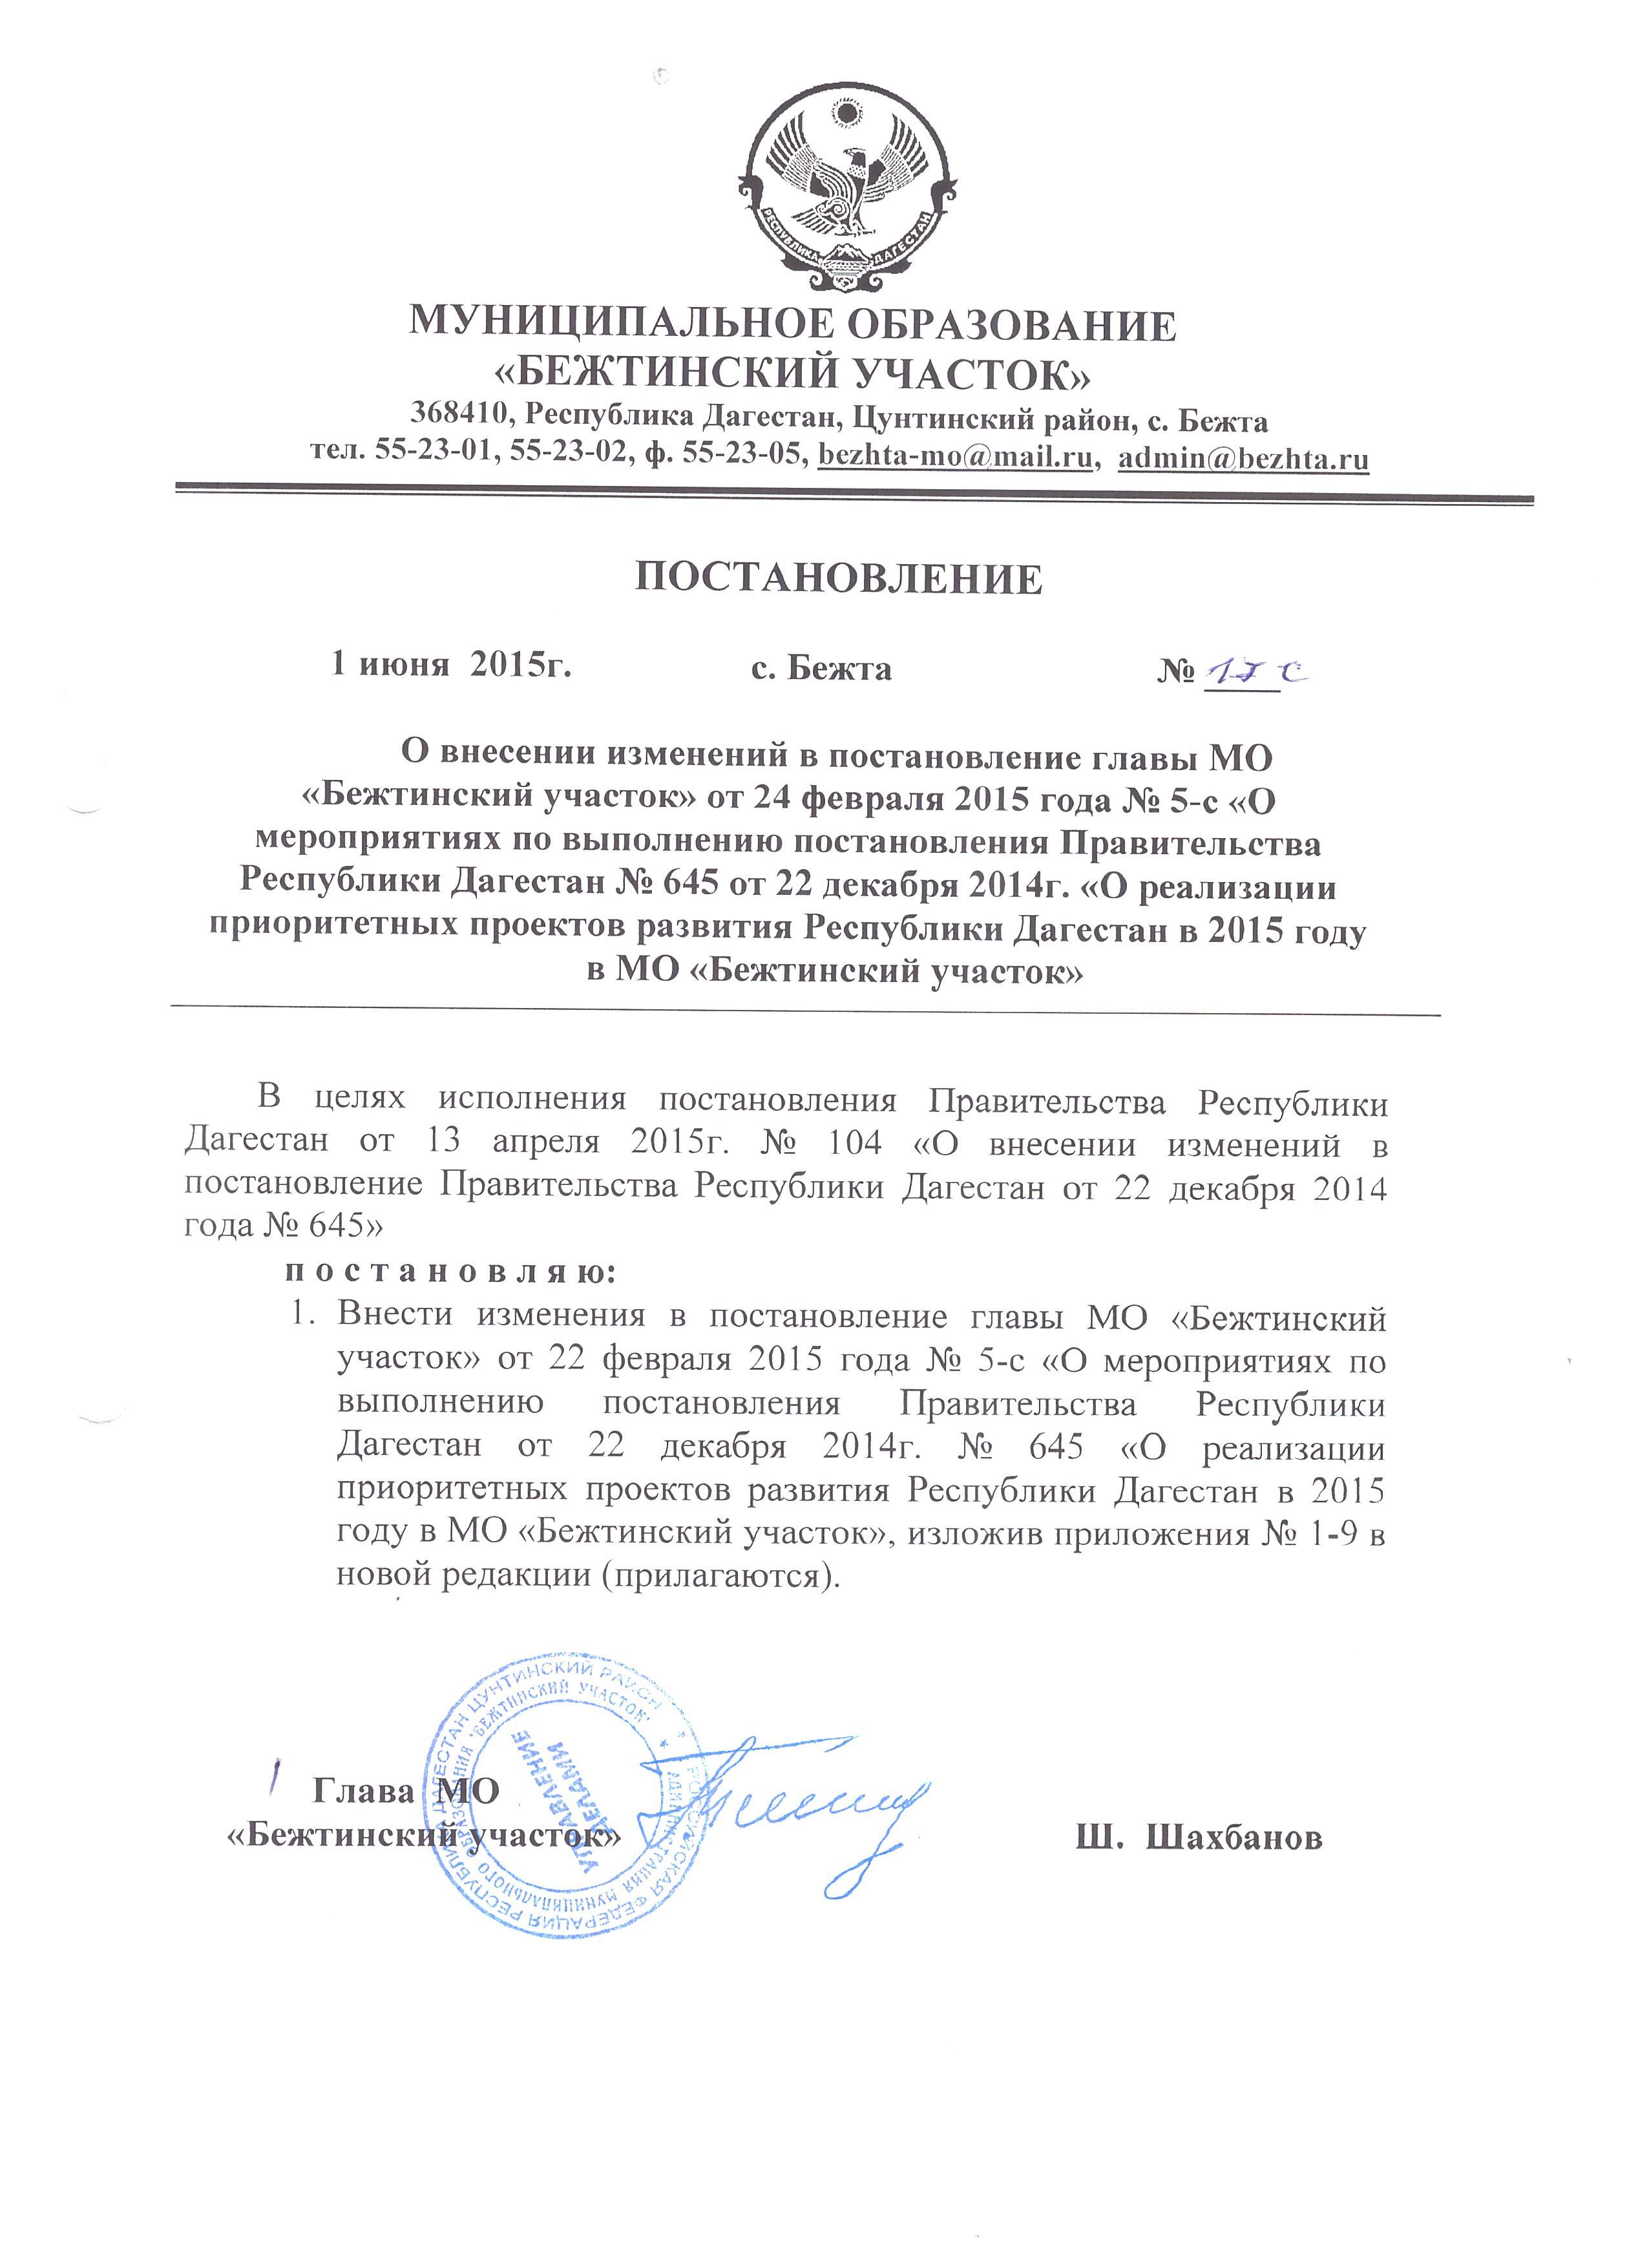 РЕСПУБЛИКА ДАГЕСТАН
МУНИЦИПАЛЬНОЕ ОБРАЗОВАНИЕ
«БЕЖТИНСКИЙ УЧАСТОК»
368410, Республика Дагестан, Цунтинский район, с. Бежта
тел. 55-23-01, 55-23-02, ф. 55-23-05, bezhta-mo@mail.ru, admin@bezhta.ru
ПОСТАНОВЛЕНИЕ
1 июня 2015г. с. Бежта №
О внесении изменений в постановление главы МО
«Бежтинский участок» от 24 февраля 2015 года № 5-с «О
мероприятиях по выполнению постановления Правительства
Республики Дагестан № 645 от 22 декабря 2014г. «О реализации
приоритетных проектов развития Республики Дагестан в 2015 году
в МО «Бежтинский участок»
В целях исполнения постановления Правительства Республики
Дагестан от 13 апреля 2015г. № 104 «О внесении изменений в
постановление Правительства Республики Дагестан от 22 декабря 2014
года № 645»
п о с т а н о в л я ю:
1. Внести изменения в постановление главы МО «Бежтинский
участок» от 22 февраля 2015 года № 5-с «О мероприятиях по
выполнению постановления Правительства Республики
Дагестан от 22 декабря 2014г. № 645 «О реализации
приоритетных проектов развития Республики Дагестан в 2015
году в МО «Бежтинский участок», изложив приложения № 1-9 в
новой редакции (прилагаются).
Глава МО
«Бежтинский участок» Ш. Шахбанов
РОССИЙСКАЯ ФЕДЕРАЦИЯ РЕСПУБЛИКА ДАГЕСТАН ЦУНТИНСКИЙ РАЙОН
АДМИНИСТРАЦИЯ МУНИЦИПАЛЬНОГО ОБРАЗОВАНИЯ "БЕЖТИНСКИЙ УЧАСТОК"
УПРАВЛЕНИЕ
ДЕЛАМИ